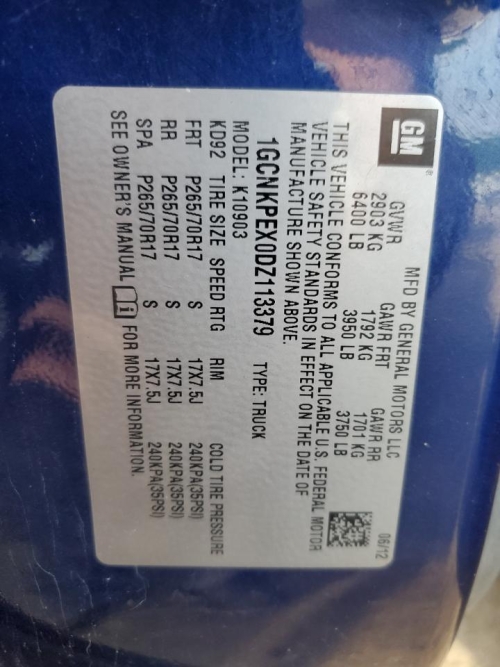 GM®
MFD BY GENERAL MOTORS LLC 06/12
GVWR GAWR FRT GAWR RR
2903 KG 1792 KG 1701 KG
6400 LB 3950 LB 3750 LB
THIS VEHICLE CONFORMS TO ALL APPLICABLE U.S. FEDERAL MOTOR
VEHICLE SAFETY STANDARDS IN EFFECT ON THE DATE OF
MANUFACTURE SHOWN ABOVE.
1GCNKPEX0DZ113379 TYPE: TRUCK
MODEL: K10903
KD92 TIRE SIZE SPEED RTG RIM COLD TIRE PRESSURE
FRT P265/70R17 S 17X7.5J 240KPA(35PSI)
RR P265/70R17 S 17X7.5J 240KPA(35PSI)
SPA P265/70R17 S 17X7.5J 240KPA(35PSI)
SEE OWNER'S MANUAL FOR MORE INFORMATION.